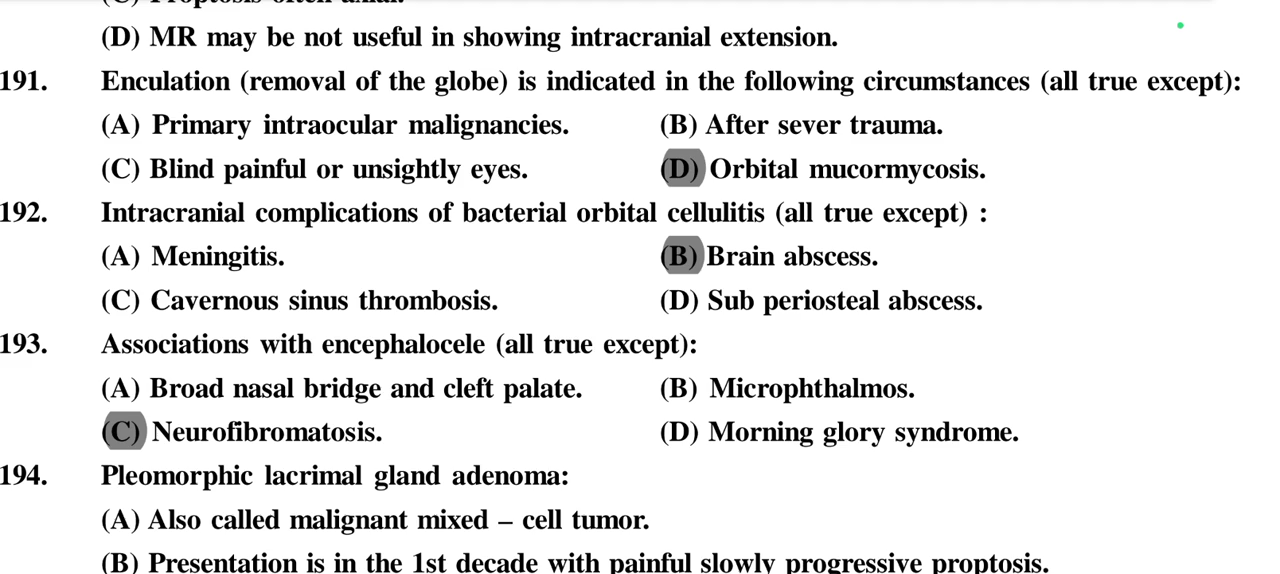 (D) MR may be not useful in showing intracranial extension.
191. Enculation (removal of the globe) is indicated in the following circumstances (all true except):
(A) Primary intraocular malignancies. (B) After sever trauma.
(C) Blind painful or unsightly eyes. (D) Orbital mucormycosis.
192. Intracranial complications of bacterial orbital cellulitis (all true except) :
(A) Meningitis. (B) Brain abscess.
(C) Cavernous sinus thrombosis. (D) Sub periosteal abscess.
193. Associations with encephalocele (all true except):
(A) Broad nasal bridge and cleft palate. (B) Microphthalmos.
(C) Neurofibromatosis. (D) Morning glory syndrome.
194. Pleomorphic lacrimal gland adenoma:
(A) Also called malignant mixed – cell tumor.
(B) Presentation is in the 1st decade with painful slowly progressive proptosis.